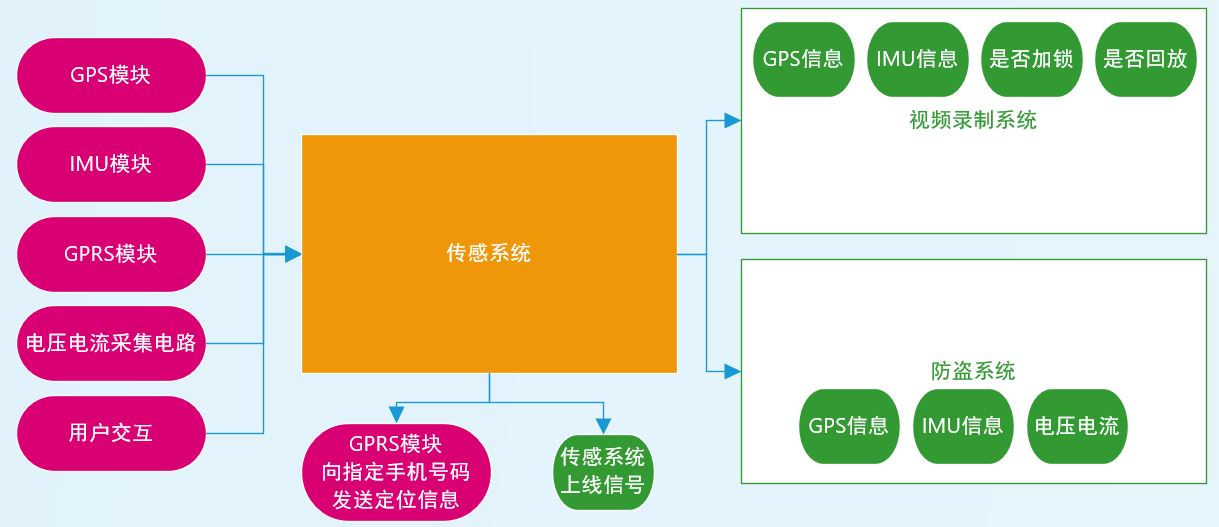 GPS模块
IMU模块
GPRS模块
电压电流采集电路
用户交互
传感系统
GPRS模块
向指定手机号码
发送定位信息
传感系统
上线信号
GPS信息
IMU信息
是否加锁
是否回放
视频录制系统
防盗系统
GPS信息
IMU信息
电压电流